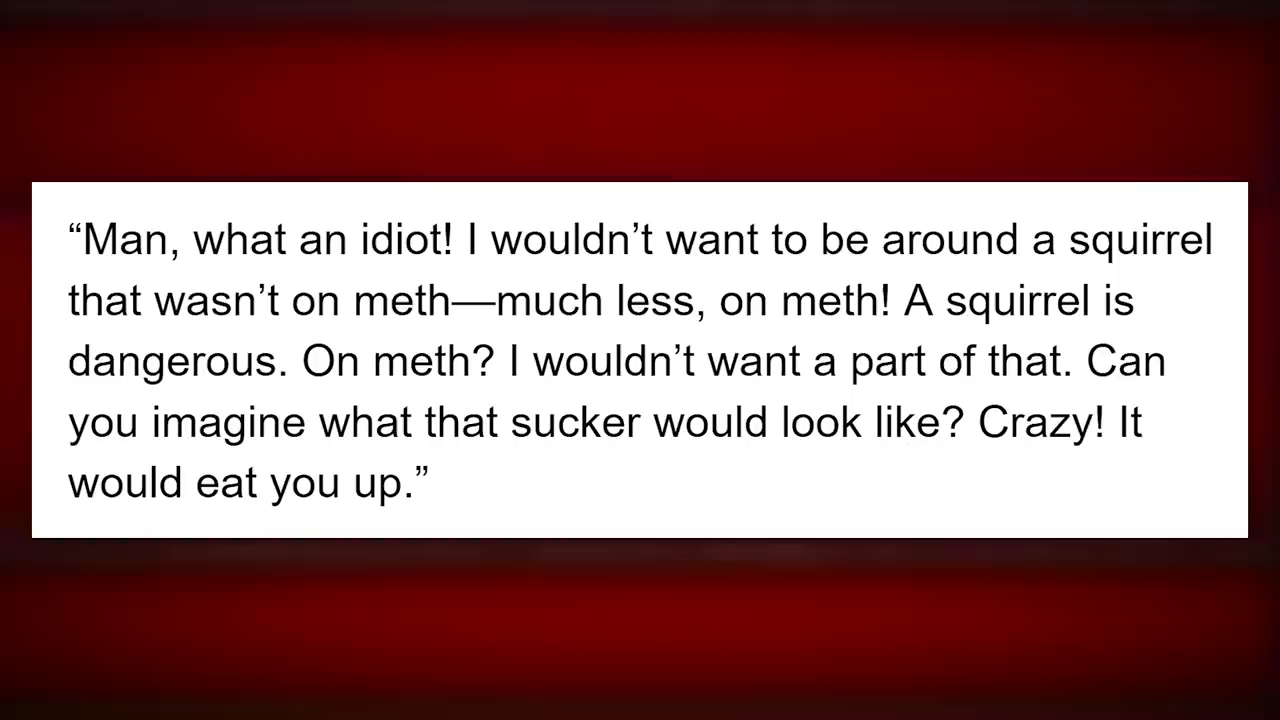 “Man, what an idiot! I wouldn’t want to be around a squirrel
that wasn’t on meth—much less, on meth! A squirrel is
dangerous. On meth? I wouldn’t want a part of that. Can
you imagine what that sucker would look like? Crazy! It
would eat you up.”